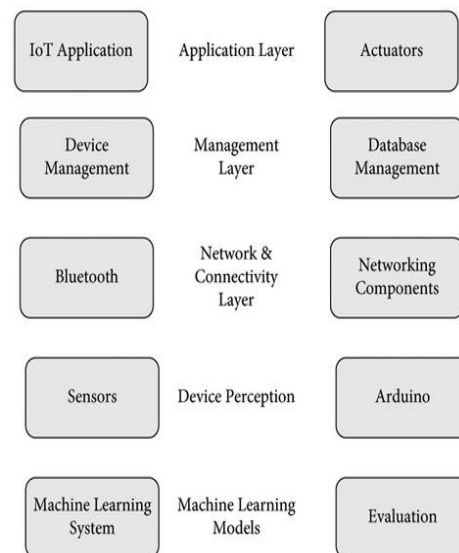 IoT Application
Application Layer
Actuators
Device
Management
Management
Layer
Database
Management
Bluetooth
Network &
Connectivity
Layer
Networking
Components
Sensors
Device Perception
Arduino
Machine Learning
System
Machine Learning
Models
Evaluation